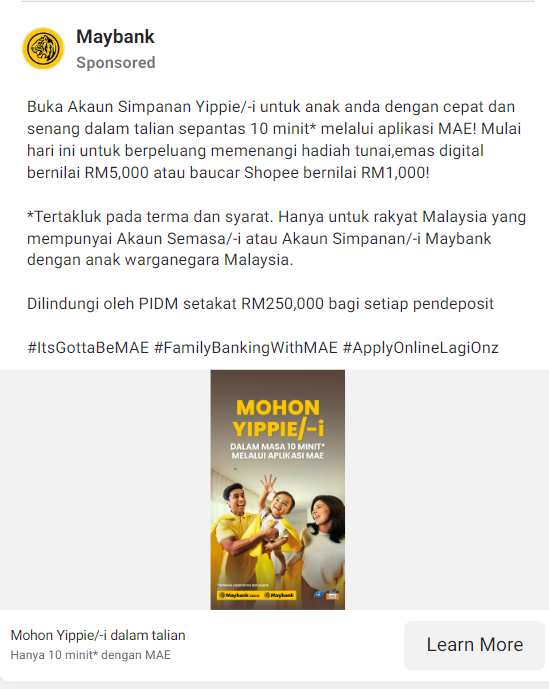 Maybank
Sponsored
Buka Akaun Simpanan Yippie/-i untuk anak anda dengan cepat dan
senang dalam talian sepantas 10 minit* melalui aplikasi MAE! Mulai
hari ini untuk berpeluang memenangi hadiah tunai,emas digital
bernilai RM5,000 atau baucar Shopee bernilai RM1,000!
*Tertakluk pada terma dan syarat. Hanya untuk rakyat Malaysia yang
mempunyai Akaun Semasa/-i atau Akaun Simpanan/-i Maybank
dengan anak warganegara Malaysia.
Dilindungi oleh PIDM setakat RM250,000 bagi setiap pendeposit
#ItsGottaBeMAE #FamilyBankingWithMAE #ApplyOnlineLagiOnz
MOHON
YIPPIE/-i
DALAM MASA 10 MINIT*
MELALUI APLIKASI MAE
Maybank Maybank
Mohon Yippie/-i dalam talian
Hanya 10 minit* dengan MAE
Learn More